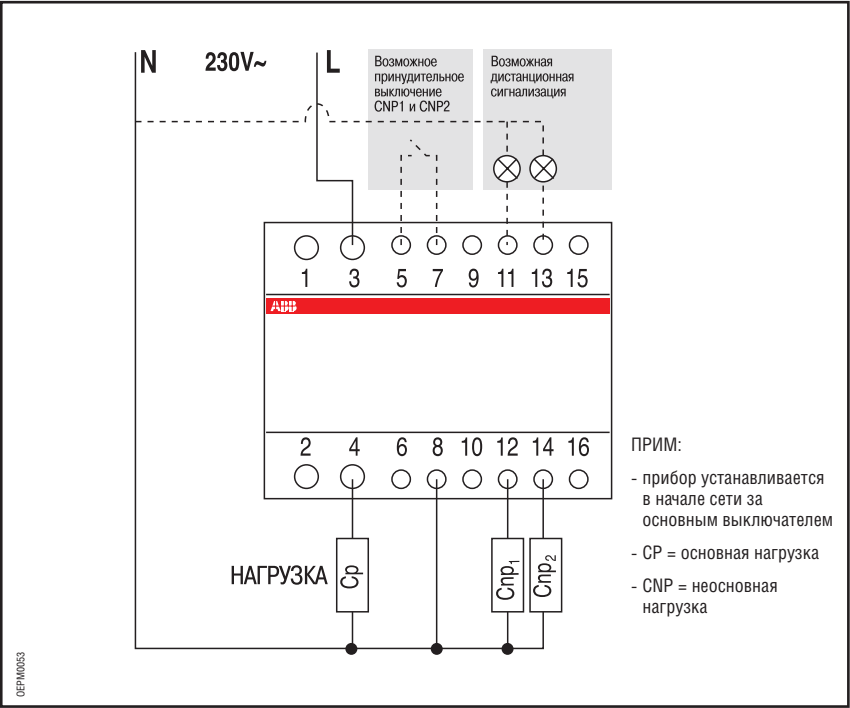 N 230V~ L
Возможное
принудительное
выключение
CNP1 и CNP2
Возможная
дистанционная
сигнализация
1 3 5 7 9 11 13 15
ABB
2 4 6 8 10 12 14 16
НАГРУЗКА Cp Cnp₁ Cnp₂
ПРИМ:
- прибор устанавливается
в начале сети за
основным выключателем
- CP = основная нагрузка
- CNP = неосновная
нагрузка
OEPM0053